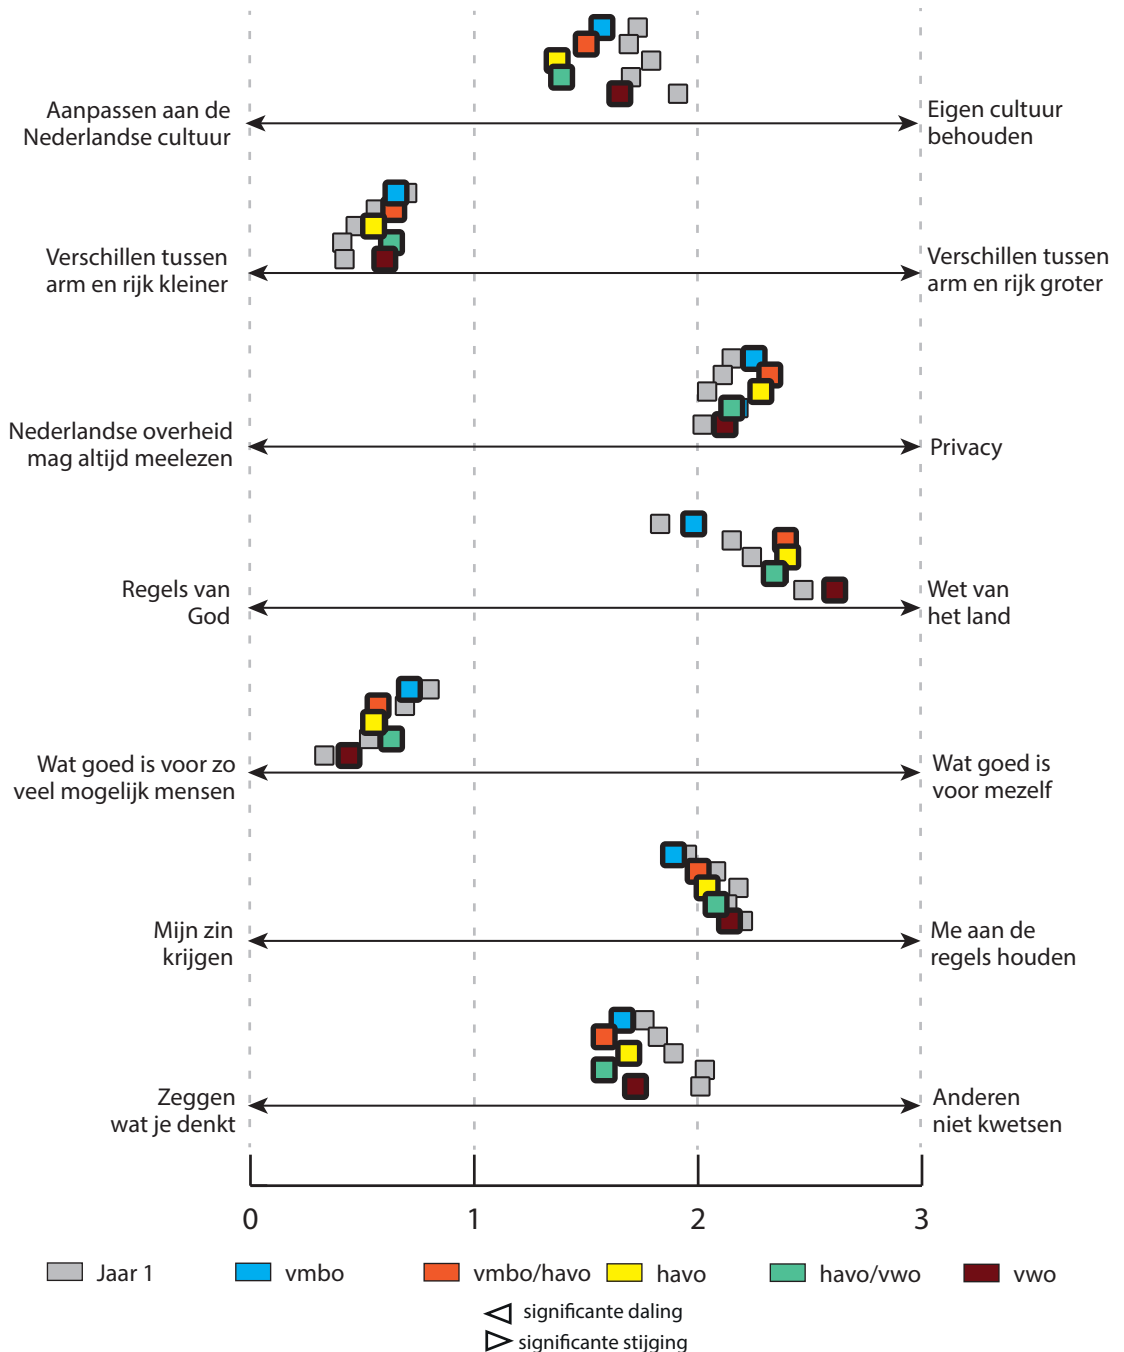 Aanpassen aan de
Nederlandse cultuur
Eigen cultuur
behouden
Verschillen tussen
arm en rijk kleiner
Verschillen tussen
arm en rijk groter
Nederlandse overheid
mag altijd meelezen
Privacy
Regels van
God
Wet van
het land
Wat goed is voor zo
veel mogelijk mensen
Wat goed is
voor mezelf
Mijn zin
krijgen
Me aan de
regels houden
Zeggen
wat je denkt
Anderen
niet kwetsen
0 1 2 3
Jaar 1 vmbo vmbo/havo havo havo/vwo vwo
significante daling
significante stijging